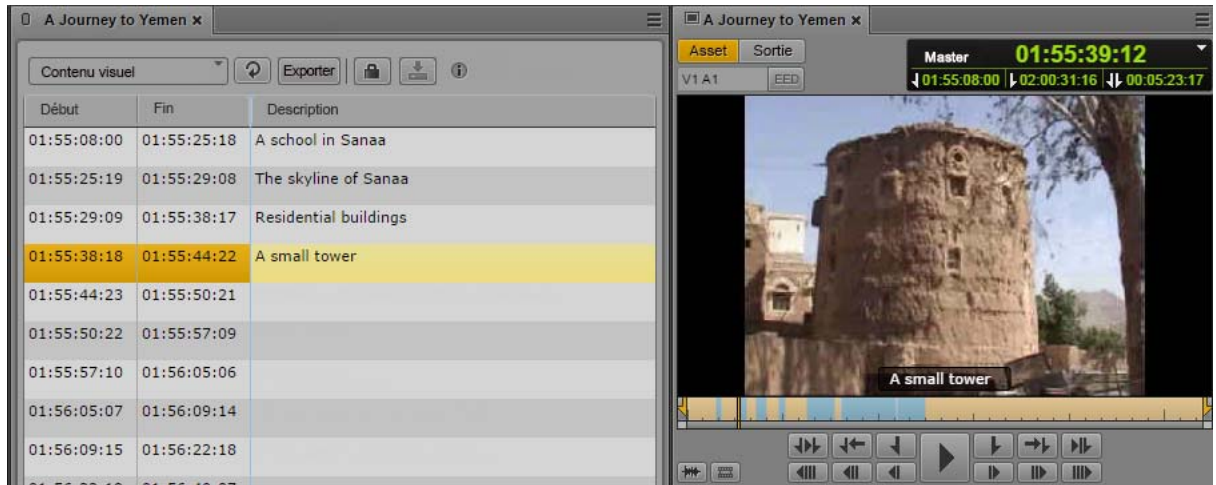 A Journey to Yemen ×
Contenu visuel
Exporter
Début Fin Description
01:55:08:00 01:55:25:18 A school in Sanaa
01:55:25:19 01:55:29:08 The skyline of Sanaa
01:55:29:09 01:55:38:17 Residential buildings
01:55:38:18 01:55:44:22 A small tower
01:55:44:23 01:55:50:21
01:55:50:22 01:55:57:09
01:55:57:10 01:56:05:06
01:56:05:07 01:56:09:14
01:56:09:15 01:56:22:18
A Journey to Yemen ×
Asset Sortie
Master 01:55:39:12
V1 A1 EED
01:55:08:00 02:00:31:16 00:05:23:17
A small tower